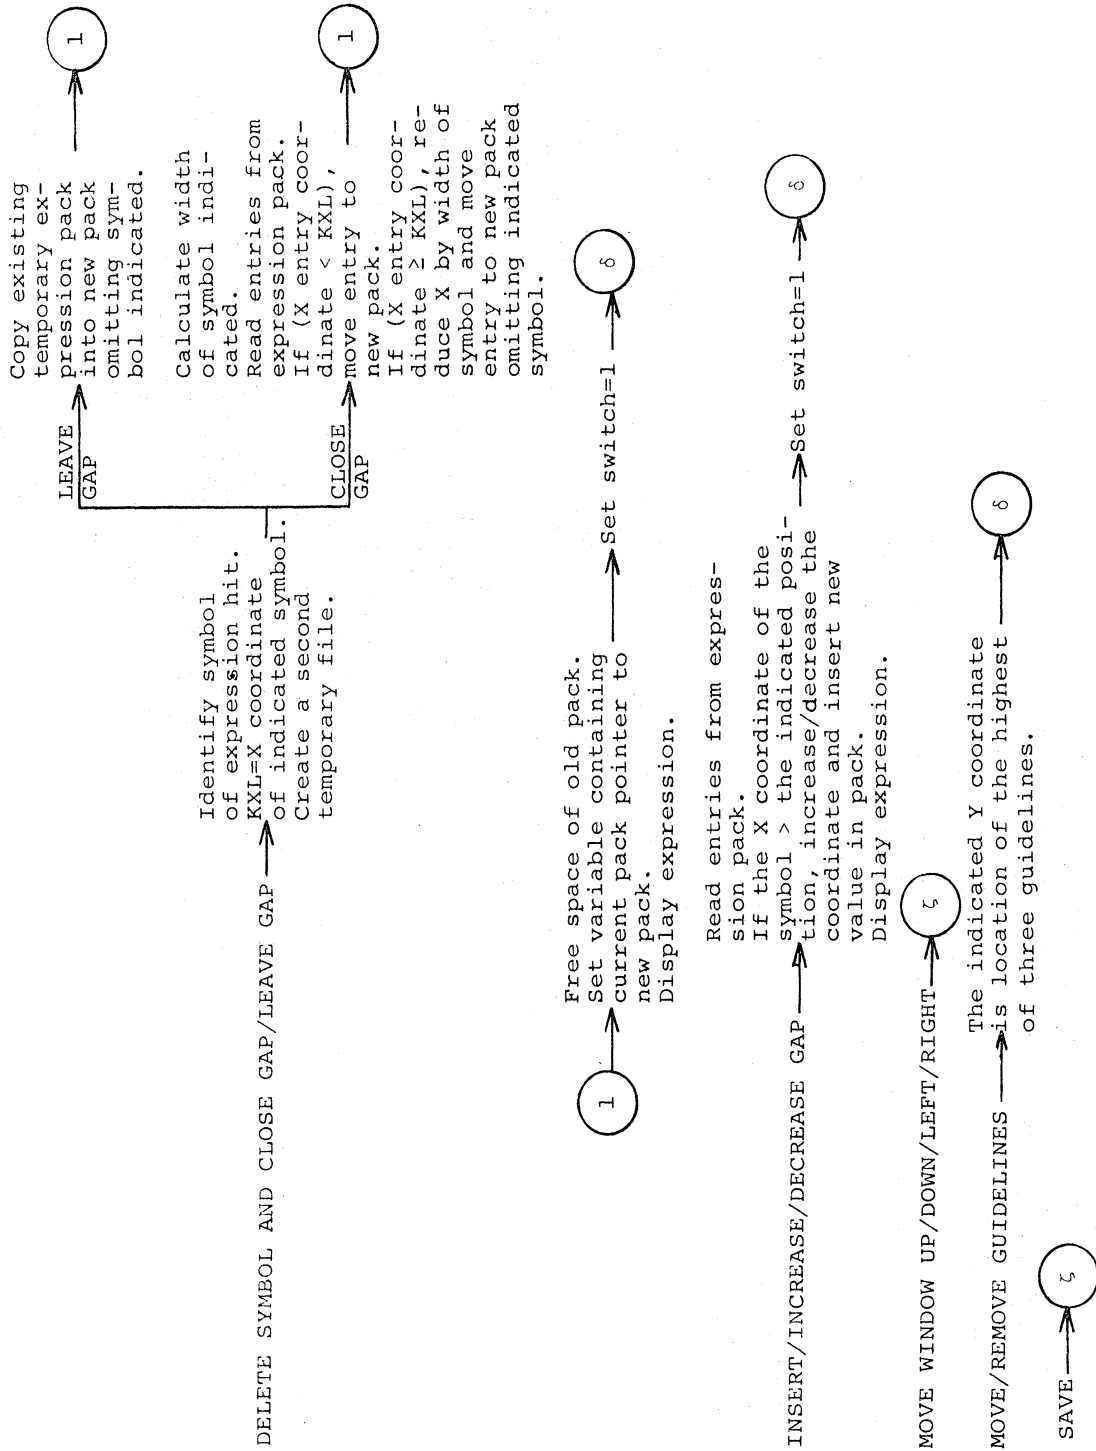 DELETE SYMBOL AND CLOSE GAP/LEAVE GAP
Identify symbol
of expression hit.
KXL=X coordinate
of indicated symbol.
Create a second
temporary file.
LEAVE
GAP
Copy existing
temporary ex-
pression pack
into new pack
omitting sym-
bol indicated.
1
CLOSE
GAP
Calculate width
of symbol indi-
cated.
Read entries from
expression pack.
If (X entry coor-
dinate < KXL),
move entry to
new pack.
If (X entry coor-
dinate ≥ KXL), re-
duce X by width of
symbol and move
entry to new pack
omitting indicated
symbol.
1
1
Free space of old pack.
Set variable containing
current pack pointer to
new pack.
Display expression.
Set switch=1
δ
INSERT/INCREASE/DECREASE GAP
Read entries from expres-
sion pack.
If the X coordinate of the
symbol > the indicated posi-
tion, increase/decrease the
coordinate and insert new
value in pack.
Display expression.
Set switch=1
δ
MOVE WINDOW UP/DOWN/LEFT/RIGHT
ζ
MOVE/REMOVE GUIDELINES
The indicated Y coordinate
is location of the highest
of three guidelines.
δ
SAVE
ζ